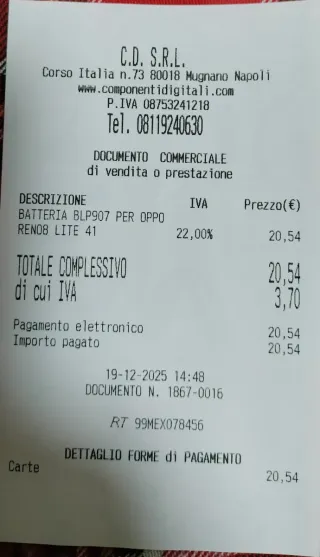 C.D. S.R.L.
Corso Italia n.73 80018 Mugnano Napoli
www.componentidigitali.com
P.IVA 08753241218
Tel. 08119240630
DOCUMENTO COMMERCIALE
di vendita o prestazione
DESCRIZIONE IVA Prezzo(€)
BATTERIA BLP907 PER OPPO
RENO8 LITE 41 22,00% 20,54
TOTALE COMPLESSIVO 20,54
di cui IVA 3,70
Pagamento elettronico 20,54
Importo pagato 20,54
19-12-2025 14:48
DOCUMENTO N. 1867-0016
RT 99MEX078456
DETTAGLIO FORME di PAGAMENTO
Carte 20,54